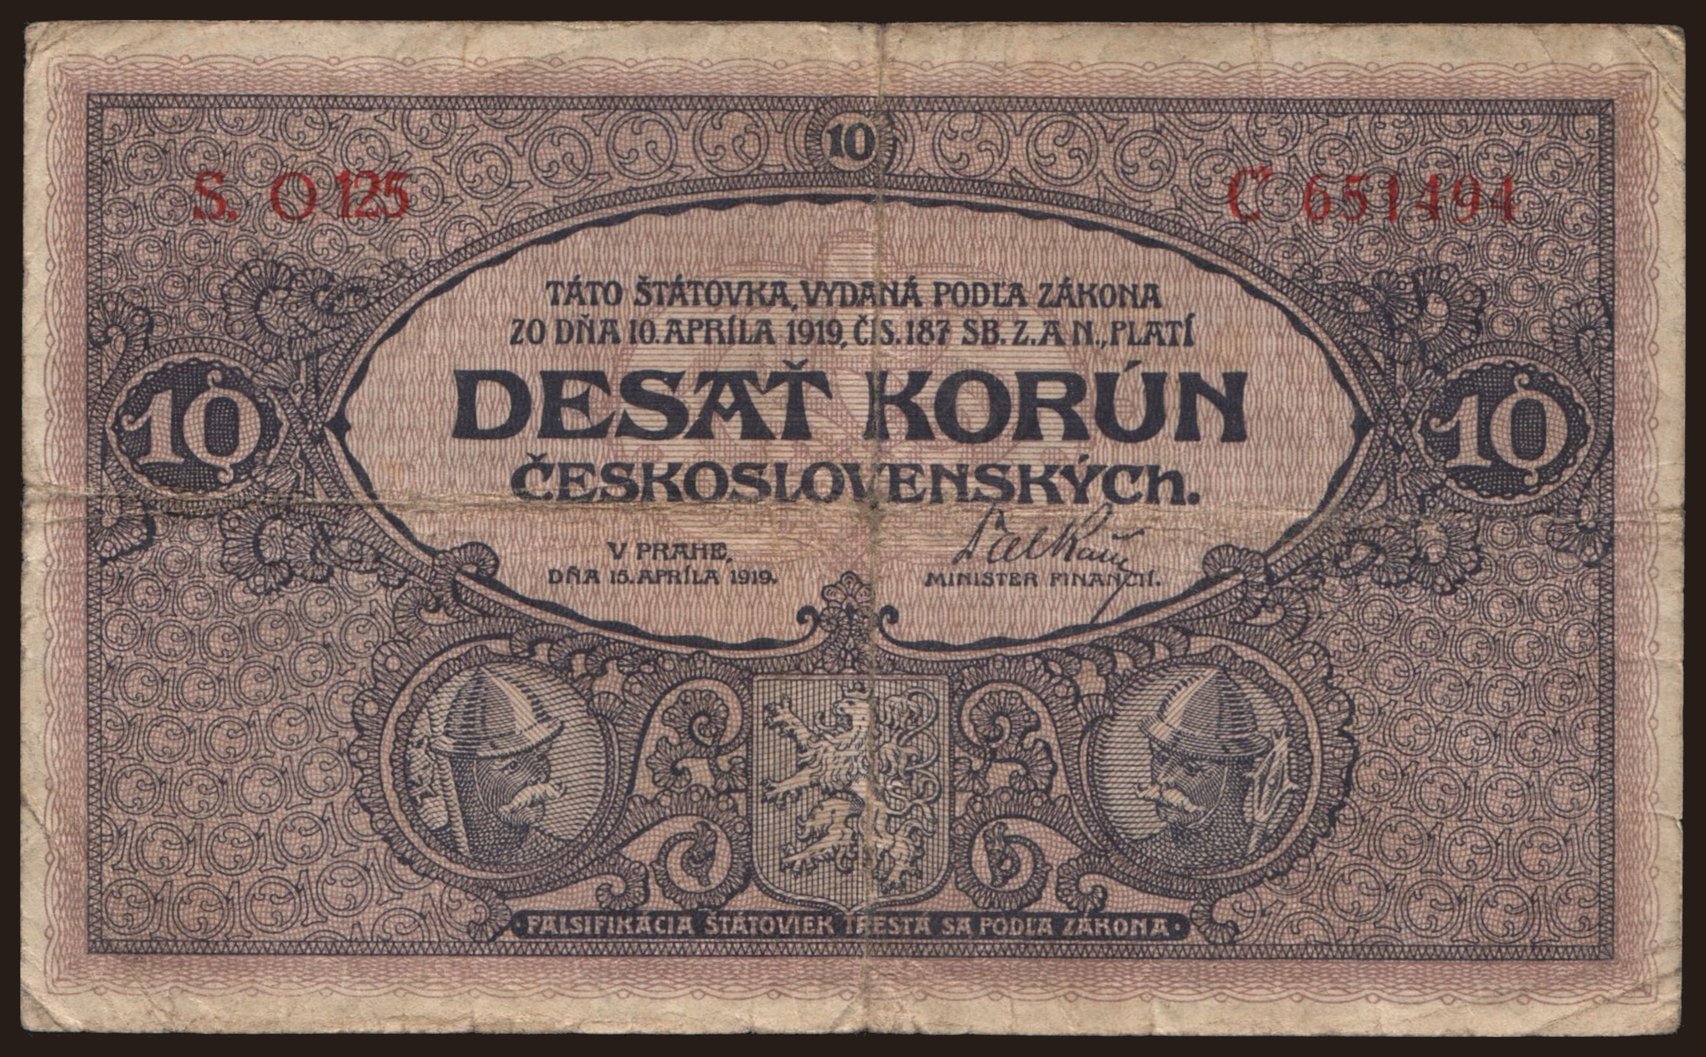 10
S. O 125
Č 651494
TÁTO ŠTÁTOVKA, VYDANÁ PODĽA ZÁKONA
ZO DŇA 10. APRÍLA 1919, ČÍS. 187 SB. Z. A N., PLATÍ
DESAŤ KORÚN
10
10
ČESKOSLOVENSKÝCH.
V PRAHE,
DŇA 15. APRÍLA 1919.
MINISTER FINANCIÍ.
FALSIFIKÁCIA ŠTÁTOVIEK TRESTÁ SA PODĽA ZÁKONA